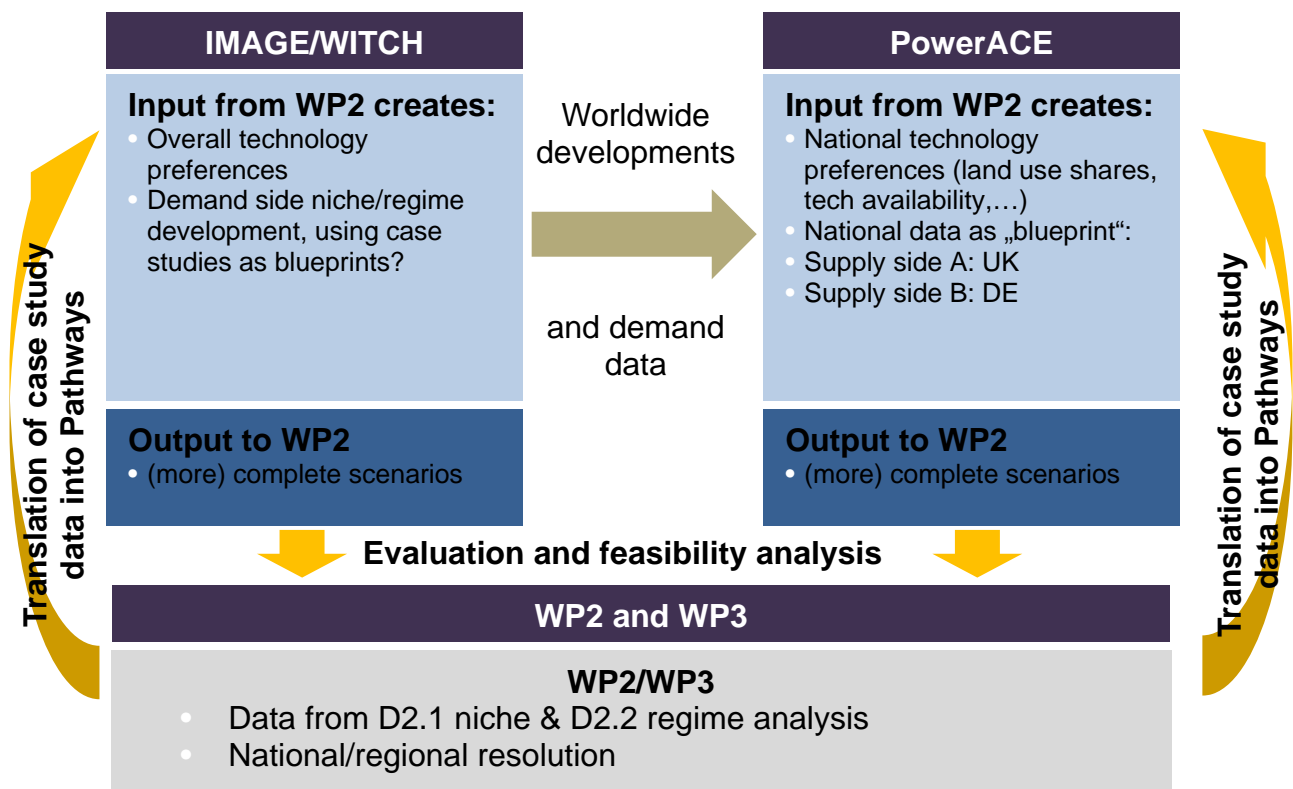 IMAGE/WITCH
Input from WP2 creates:
• Overall technology
preferences
• Demand side niche/regime
development, using case
studies as blueprints?
Output to WP2
• (more) complete scenarios
Worldwide
developments
and demand
data
PowerACE
Input from WP2 creates:
• National technology
preferences (land use shares,
tech availability,…)
• National data as „blueprint“:
• Supply side A: UK
• Supply side B: DE
Output to WP2
• (more) complete scenarios
Translation of case study
data into Pathways
Translation of case study
data into Pathways
Evaluation and feasibility analysis
WP2 and WP3
WP2/WP3
• Data from D2.1 niche & D2.2 regime analysis
• National/regional resolution